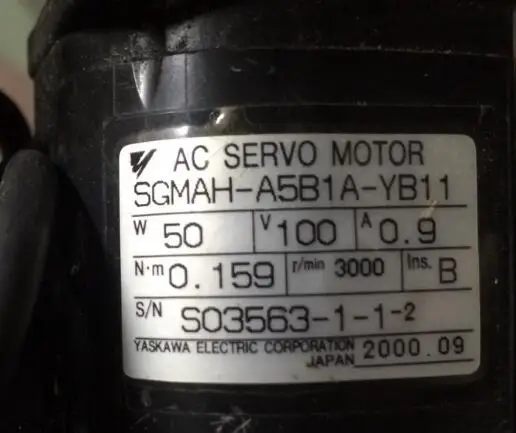 AC SERVO MOTOR
SGMAH-A5B1A-YB11
W 50 V 100 A 0.9
N·m 0.159 r/min 3000 Ins. B
S/N S03563-1-1-2
YASKAWA ELECTRIC CORPORATION 2000.09
JAPAN